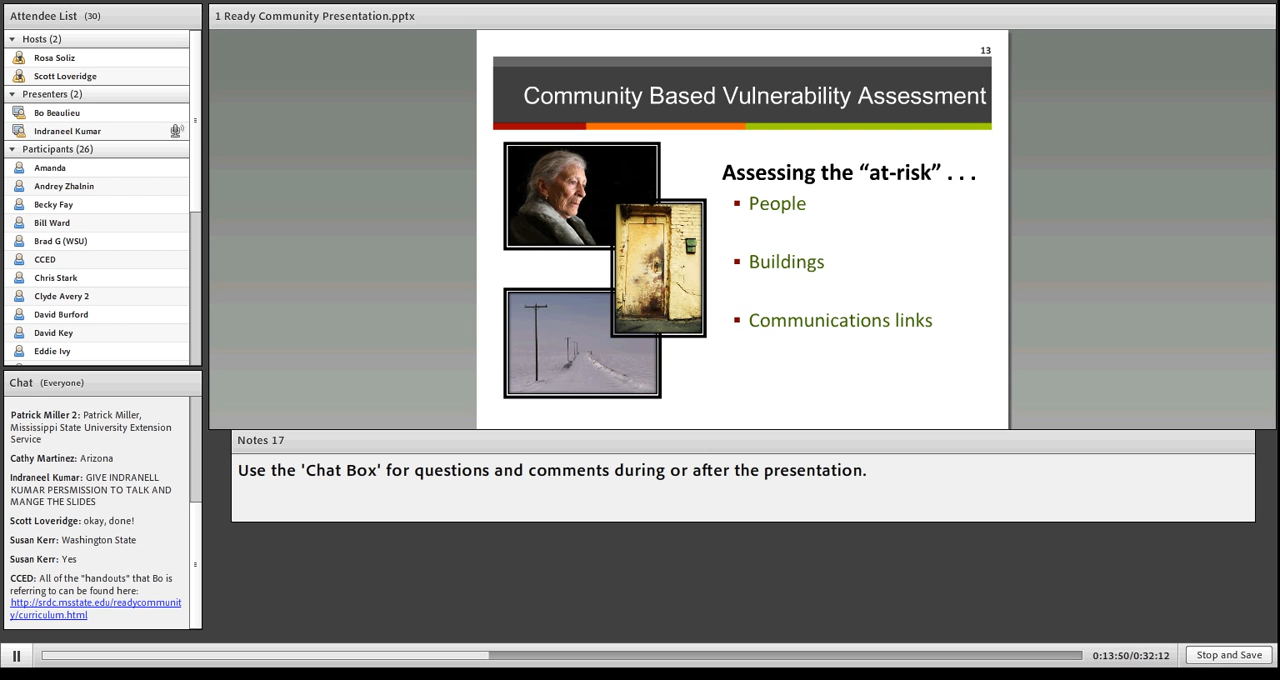 Attendee List (30)
Hosts (2)
Rosa Soliz
Scott Loveridge
Presenters (2)
Bo Beaulieu
Indraneel Kumar
Participants (26)
Amanda
Andrey Zhalnin
Becky Fay
Bill Ward
Brad G (WSU)
CCED
Chris Stark
Clyde Avery 2
David Burford
David Key
Eddie Ivy
Chat (Everyone)
Patrick Miller 2: Patrick Miller,
Mississippi State University Extension
Service
Cathy Martinez: Arizona
Indraneel Kumar: GIVE INDRANELL
KUMAR PERSMISSION TO TALK AND
MANGE THE SLIDES
Scott Loveridge: okay, done!
Susan Kerr: Washington State
Susan Kerr: Yes
CCED: All of the "handouts" that Bo is
referring to can be found here:
http://srdc.msstate.edu/readycommunit
y/curriculum.html
1 Ready Community Presentation.pptx
13
Community Based Vulnerability Assessment
Assessing the “at-risk” . . .
People
Buildings
Communications links
Notes 17
Use the 'Chat Box' for questions and comments during or after the presentation.
0:13:50/0:32:12
Stop and Save